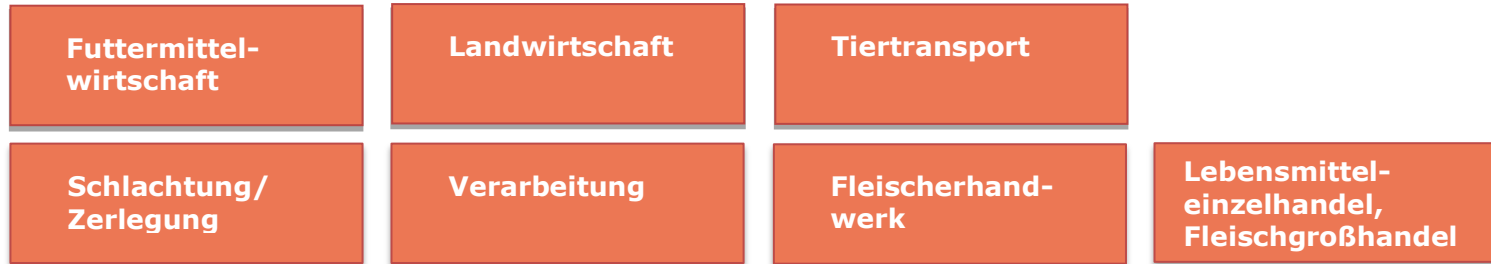 Futtermittel-
wirtschaft
Landwirtschaft
Tiertransport
Schlachtung/
Zerlegung
Verarbeitung
Fleischerhand-
werk
Lebensmittel-
einzelhandel,
Fleischgroßhandel